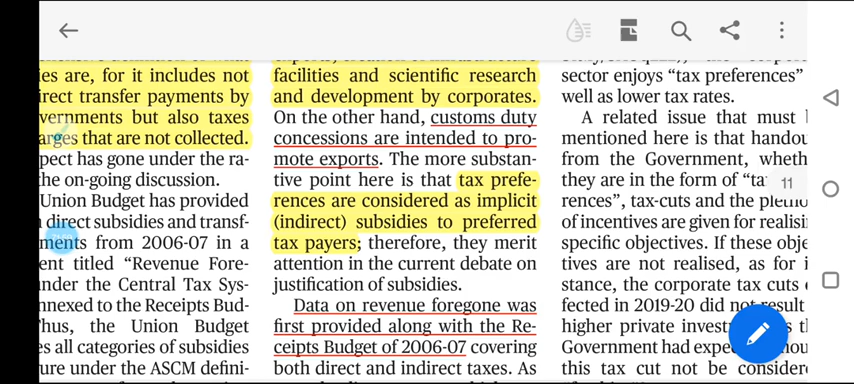 ies are, for it includes not
irect transfer payments by
vernments but also taxes
arges that are not collected.
pect has gone under the ra-
the on-going discussion.
Union Budget has provided
direct subsidies and transf-
ments from 2006-07 in a
ent titled “Revenue Fore-
under the Central Tax Sys-
nnexed to the Receipts Bud-
Thus, the Union Budget
es all categories of subsidies
ure under the ASCM defini-
facilities and scientific research
and development by corporates.
On the other hand, customs duty
concessions are intended to pro-
mote exports. The more substan-
tive point here is that tax prefe-
rences are considered as implicit
(indirect) subsidies to preferred
tax payers; therefore, they merit
attention in the current debate on
justification of subsidies.
Data on revenue foregone was
first provided along with the Re-
ceipts Budget of 2006-07 covering
both direct and indirect taxes. As
sector enjoys “tax preferences”
well as lower tax rates.
A related issue that must
mentioned here is that handou
from the Government, wheth
they are in the form of “ta
rences”, tax-cuts and the pletho
of incentives are given for realisi
specific objectives. If these obje
tives are not realised, as for i
stance, the corporate tax cuts
fected in 2019-20 did not result
higher private invest
Government had expe
this tax cut not be consider
11